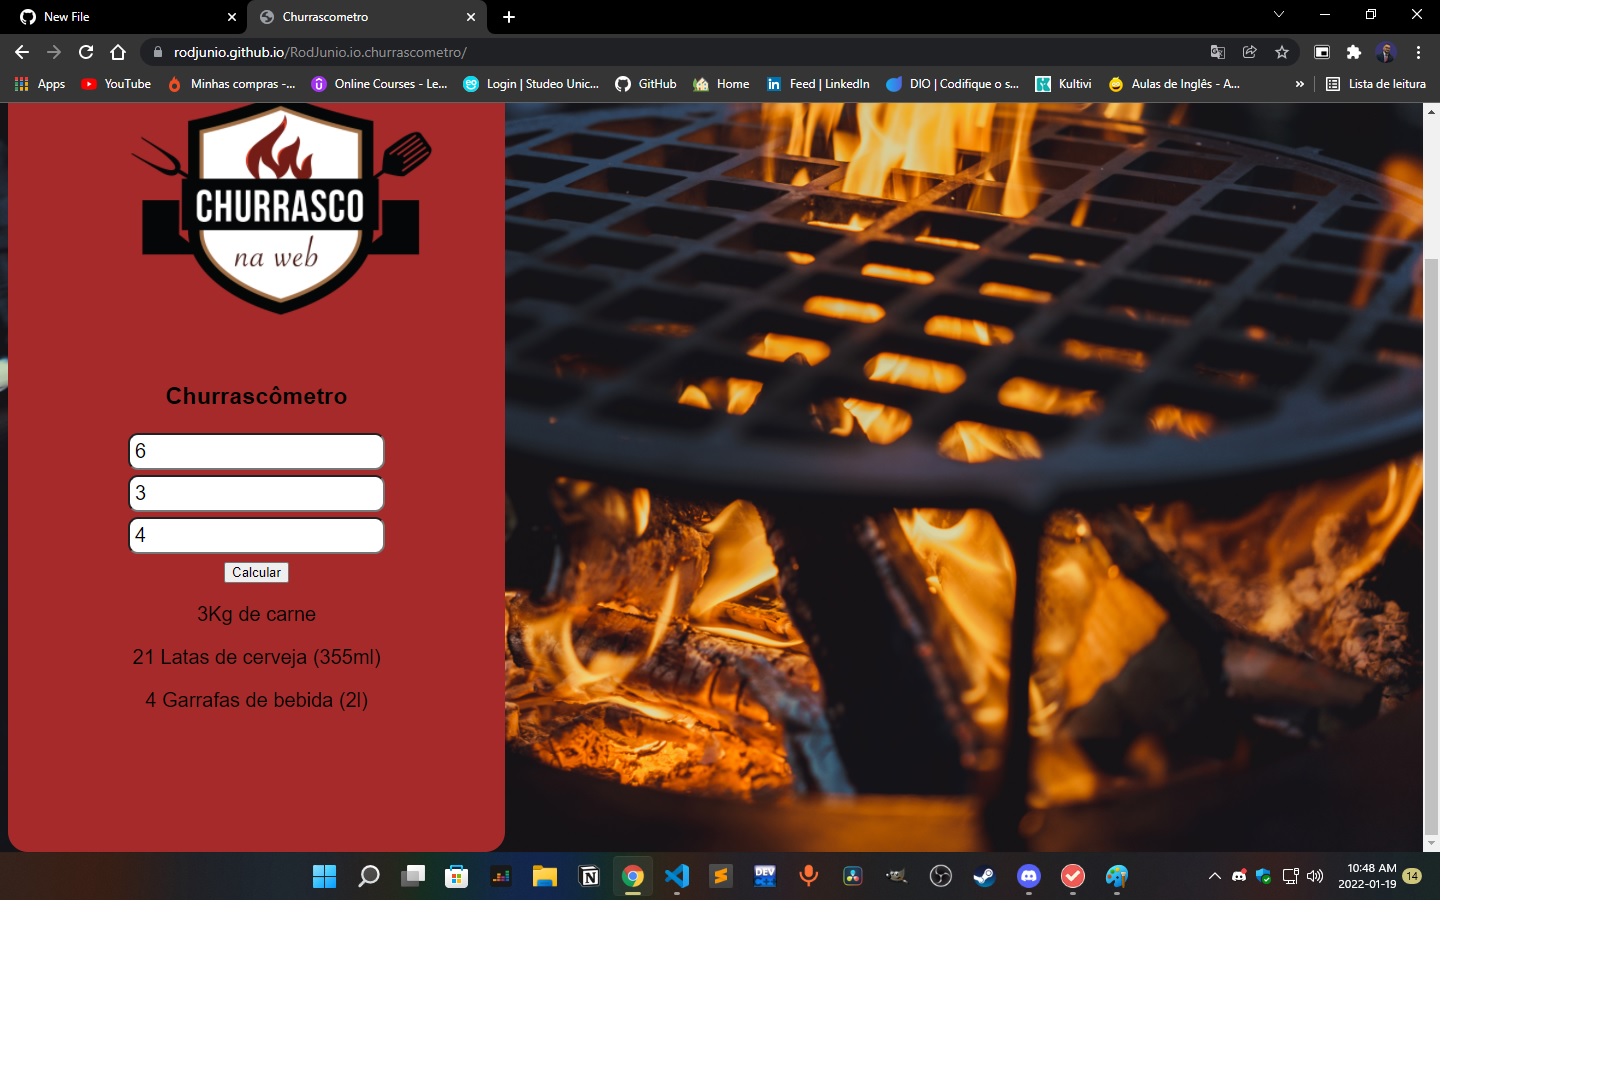 New File
Churrascometro
rodjunio.github.io/RodJunio.io.churrascometro/
Apps YouTube Minhas compras -... Online Courses - Le... Login | Studeo Unic... GitHub Home Feed | LinkedIn DIO | Codifique o s... Kultivi Aulas de Inglês - A... » Lista de leitura
CHURRASCO
na web
Churrascômetro
6
3
4
Calcular
3Kg de carne
21 Latas de cerveja (355ml)
4 Garrafas de bebida (2l)
DEV
10:48 AM
2022-01-19
14